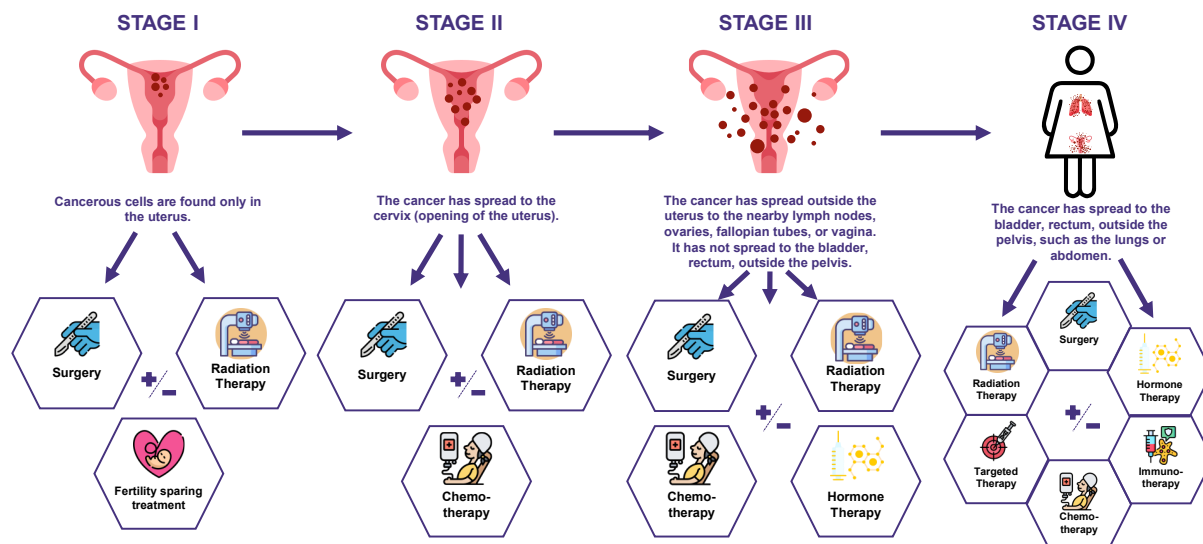 STAGE I
STAGE II
STAGE III
STAGE IV
Cancerous cells are found only in
the uterus.
The cancer has spread to the
cervix (opening of the uterus).
The cancer has spread outside the
uterus to the nearby lymph nodes,
ovaries, fallopian tubes, or vagina.
It has not spread to the bladder,
rectum, outside the pelvis.
The cancer has spread to the
bladder, rectum, outside the
pelvis, such as the lungs or
abdomen.
Surgery
+/-
Radiation
Therapy
Fertility sparing
treatment
Surgery
+/-
Radiation
Therapy
Chemo-
therapy
Surgery
Radiation
Therapy
+/-
Chemo-
therapy
Hormone
Therapy
Surgery
Radiation
Therapy
Hormone
Therapy
+/-
Targeted
Therapy
Immuno-
therapy
Chemo-
therapy